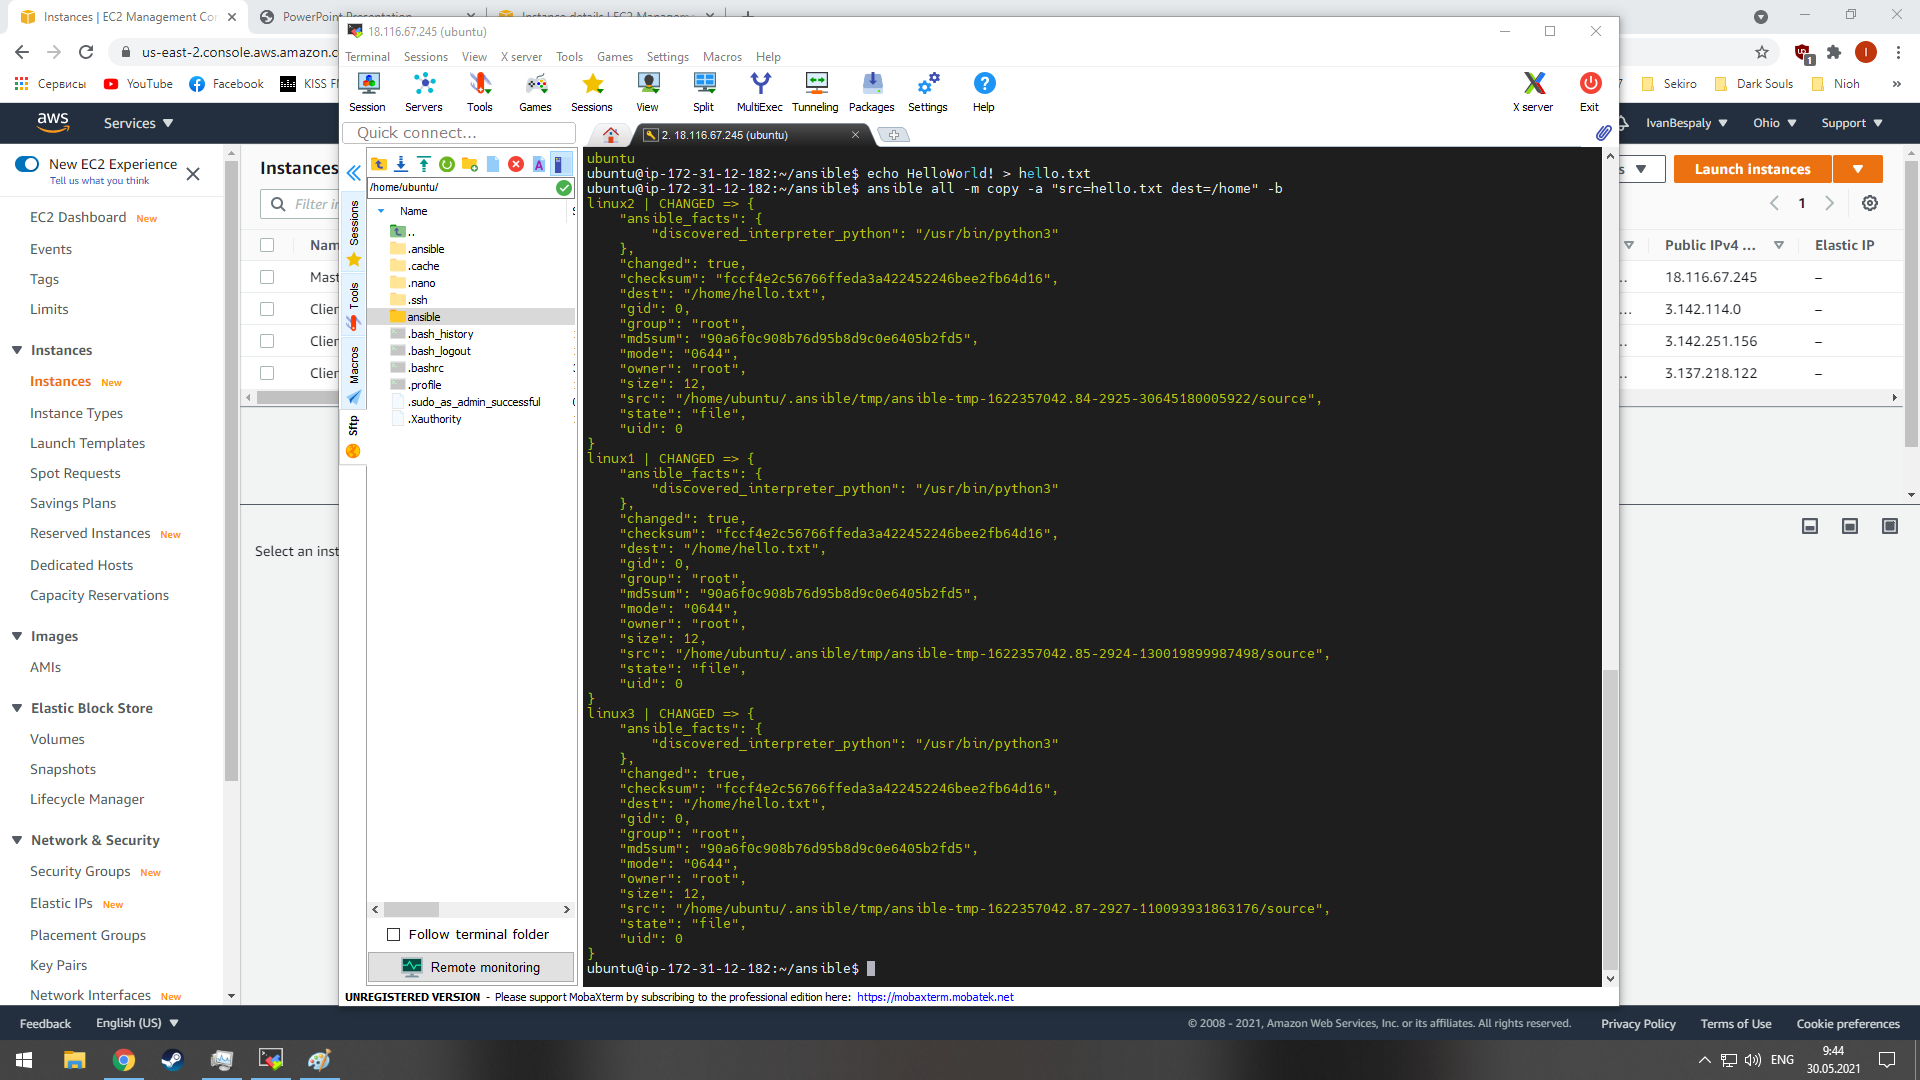 Instances | EC2 Management Con
PowerPoint Presentation
Instance details | EC2 Manageme
us-east-2.console.aws.amazon.c
Сервисы
YouTube
Facebook
KISS FM
Sekiro
Dark Souls
Nioh
»
aws
Services
IvanBespaly
Ohio
Support
New EC2 Experience
Tell us what you think
EC2 Dashboard New
Events
Tags
Limits
Instances
Instances New
Instance Types
Launch Templates
Spot Requests
Savings Plans
Reserved Instances New
Dedicated Hosts
Capacity Reservations
Images
AMIs
Elastic Block Store
Volumes
Snapshots
Lifecycle Manager
Network & Security
Security Groups New
Elastic IPs New
Placement Groups
Key Pairs
Network Interfaces New
Instances
Filter in
Nam
Mast
Clien
Clien
Clien
Select an inst
Launch instances
1
Public IPv4 ...
Elastic IP
18.116.67.245 –
3.142.114.0 –
3.142.251.156 –
3.137.218.122 –
18.116.67.245 (ubuntu)
Terminal Sessions View X server Tools Games Settings Macros Help
Session Servers Tools Games Sessions View Split MultiExec Tunneling Packages Settings Help X server Exit
Quick connect...
2. 18.116.67.245 (ubuntu)
Sessions
Tools
Macros
Sftp
/home/ubuntu/
Name
..
.ansible
.cache
.nano
.ssh
ansible
.bash_history
.bash_logout
.bashrc
.profile
.sudo_as_admin_successful
.Xauthority
Follow terminal folder
Remote monitoring
ubuntu
ubuntu@ip-172-31-12-182:~/ansible$ echo HelloWorld! > hello.txt
ubuntu@ip-172-31-12-182:~/ansible$ ansible all -m copy -a "src=hello.txt dest=/home" -b
linux2 | CHANGED => {
"ansible_facts": {
"discovered_interpreter_python": "/usr/bin/python3"
},
"changed": true,
"checksum": "fccf4e2c56766ffeda3a422452246bee2fb64d16",
"dest": "/home/hello.txt",
"gid": 0,
"group": "root",
"md5sum": "90a6f0c908b76d95b8d9c0e6405b2fd5",
"mode": "0644",
"owner": "root",
"size": 12,
"src": "/home/ubuntu/.ansible/tmp/ansible-tmp-1622357042.84-2925-30645180005922/source",
"state": "file",
"uid": 0
}
linux1 | CHANGED => {
"ansible_facts": {
"discovered_interpreter_python": "/usr/bin/python3"
},
"changed": true,
"checksum": "fccf4e2c56766ffeda3a422452246bee2fb64d16",
"dest": "/home/hello.txt",
"gid": 0,
"group": "root",
"md5sum": "90a6f0c908b76d95b8d9c0e6405b2fd5",
"mode": "0644",
"owner": "root",
"size": 12,
"src": "/home/ubuntu/.ansible/tmp/ansible-tmp-1622357042.85-2924-130019899987498/source",
"state": "file",
"uid": 0
}
linux3 | CHANGED => {
"ansible_facts": {
"discovered_interpreter_python": "/usr/bin/python3"
},
"changed": true,
"checksum": "fccf4e2c56766ffeda3a422452246bee2fb64d16",
"dest": "/home/hello.txt",
"gid": 0,
"group": "root",
"md5sum": "90a6f0c908b76d95b8d9c0e6405b2fd5",
"mode": "0644",
"owner": "root",
"size": 12,
"src": "/home/ubuntu/.ansible/tmp/ansible-tmp-1622357042.87-2927-110093931863176/source",
"state": "file",
"uid": 0
}
ubuntu@ip-172-31-12-182:~/ansible$
UNREGISTERED VERSION - Please support MobaXterm by subscribing to the professional edition here: https://mobaxterm.mobatek.net
Feedback English (US) © 2008 - 2021, Amazon Web Services, Inc. or its affiliates. All rights reserved. Privacy Policy Terms of Use Cookie preferences
ENG
9:44
30.05.2021